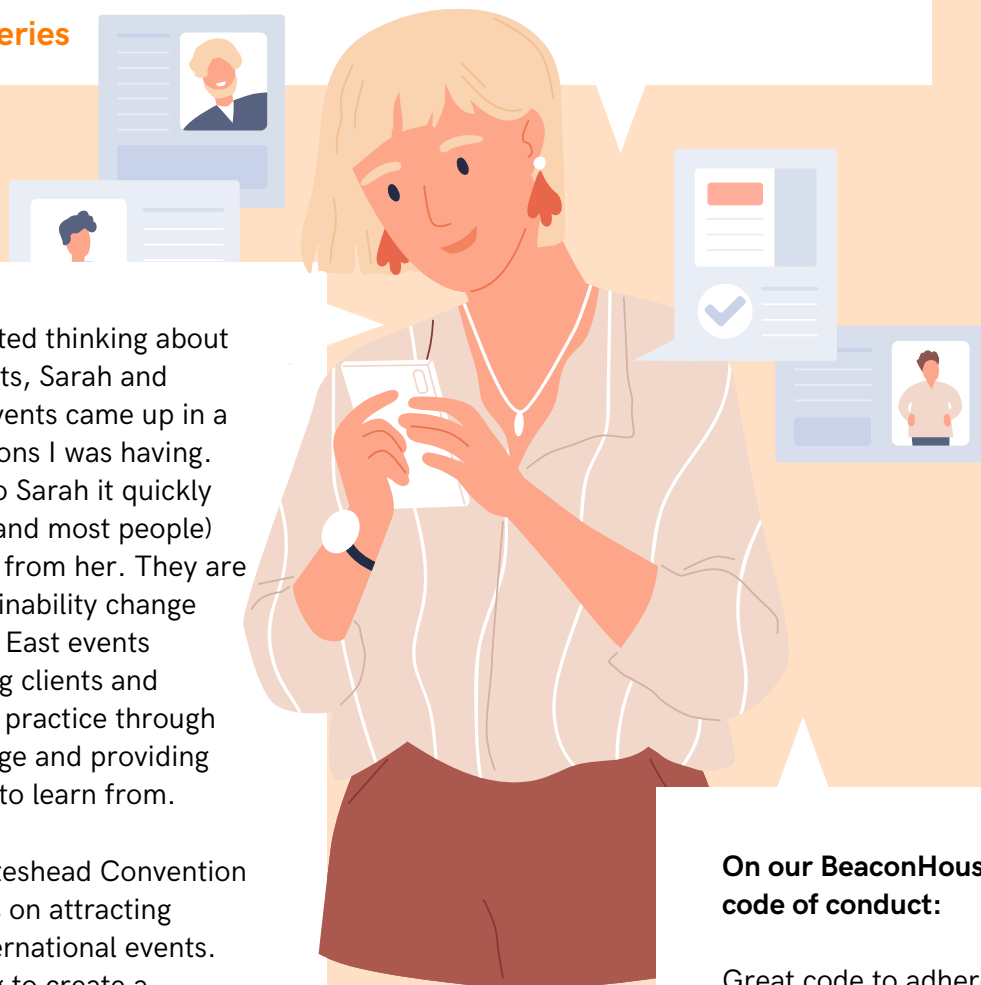 eries
ted thinking about
ts, Sarah and
vents came up in a
ons I was having.
o Sarah it quickly
and most people)
from her. They are
inability change
East events
g clients and
practice through
ge and providing
to learn from.
teshead Convention
on attracting
ernational events.
g to create a
On our BeaconHous
code of conduct:
Great code to adher